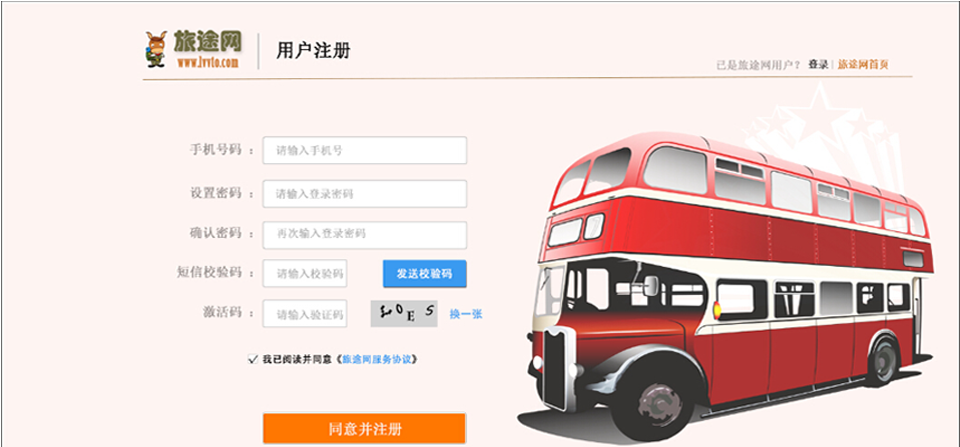 旅途网
www.lvvto.com
用户注册
已是旅途网用户？ 登录 | 旅途网首页
手机号码 ： 请输入手机号
设置密码 ： 请输入登录密码
确认密码 ： 再次输入登录密码
短信校验码 ： 请输入校验码 发送校验码
激活码 ： 请输入验证码 换一张
我已阅读并同意《旅途网服务协议》
同意并注册